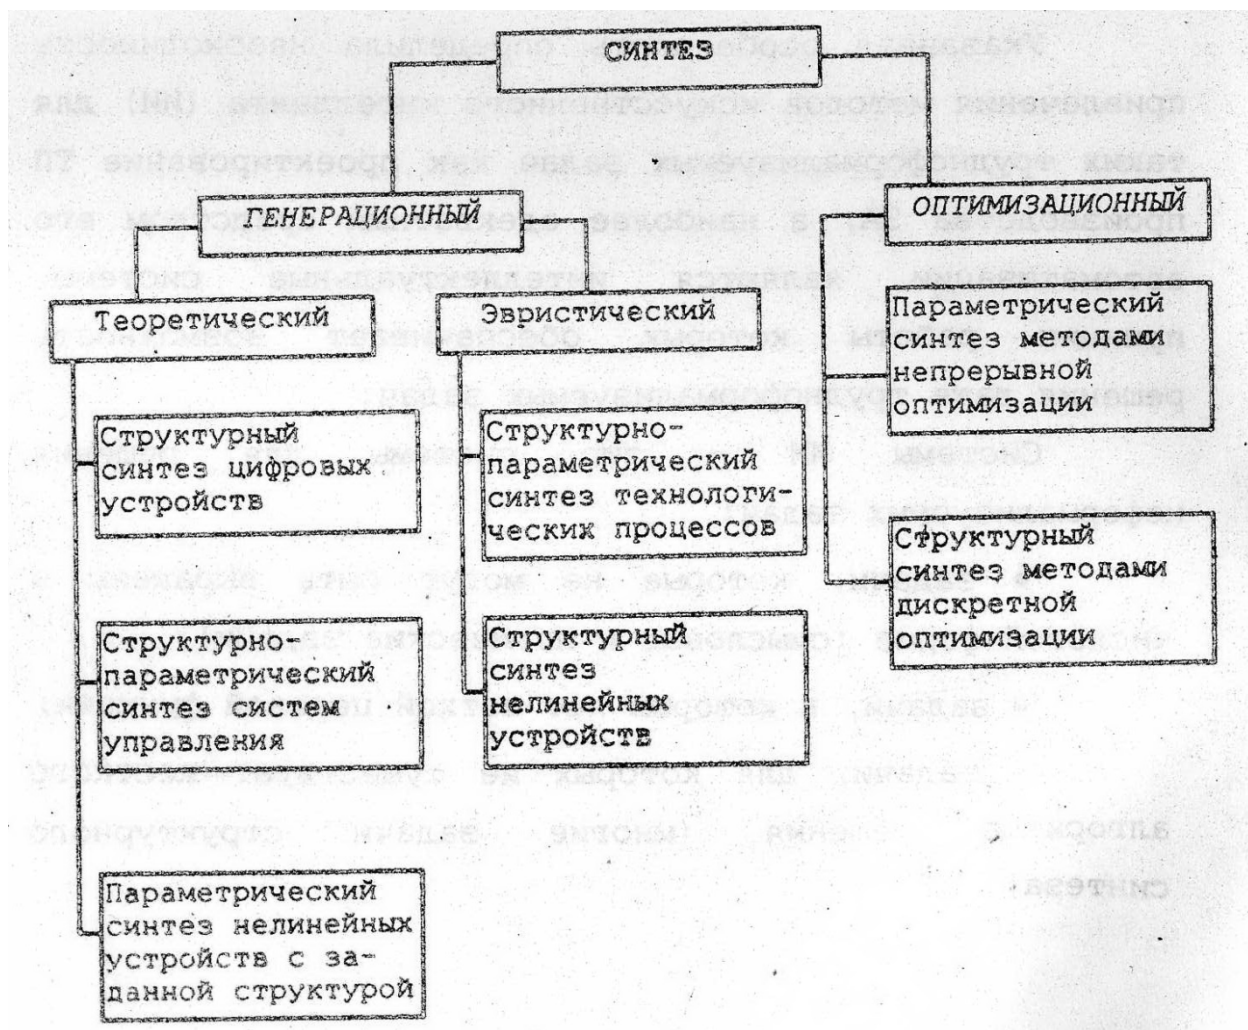 СИНТЕЗ
ГЕНЕРАЦИОННЫЙ
ОПТИМИЗАЦИОННЫЙ
Теоретический
Эвристический
Параметрический
синтез методами
непрерывной
оптимизации
Структурный
синтез цифровых
устройств
Структурно-
параметрический
синтез технологи-
ческих процессов
Структурный
синтез методами
дискретной
оптимизации
Структурно-
параметрический
синтез систем
управления
Структурный
синтез
нелинейных
устройств
Параметрический
синтез нелинейных
устройств с за-
данной структурой